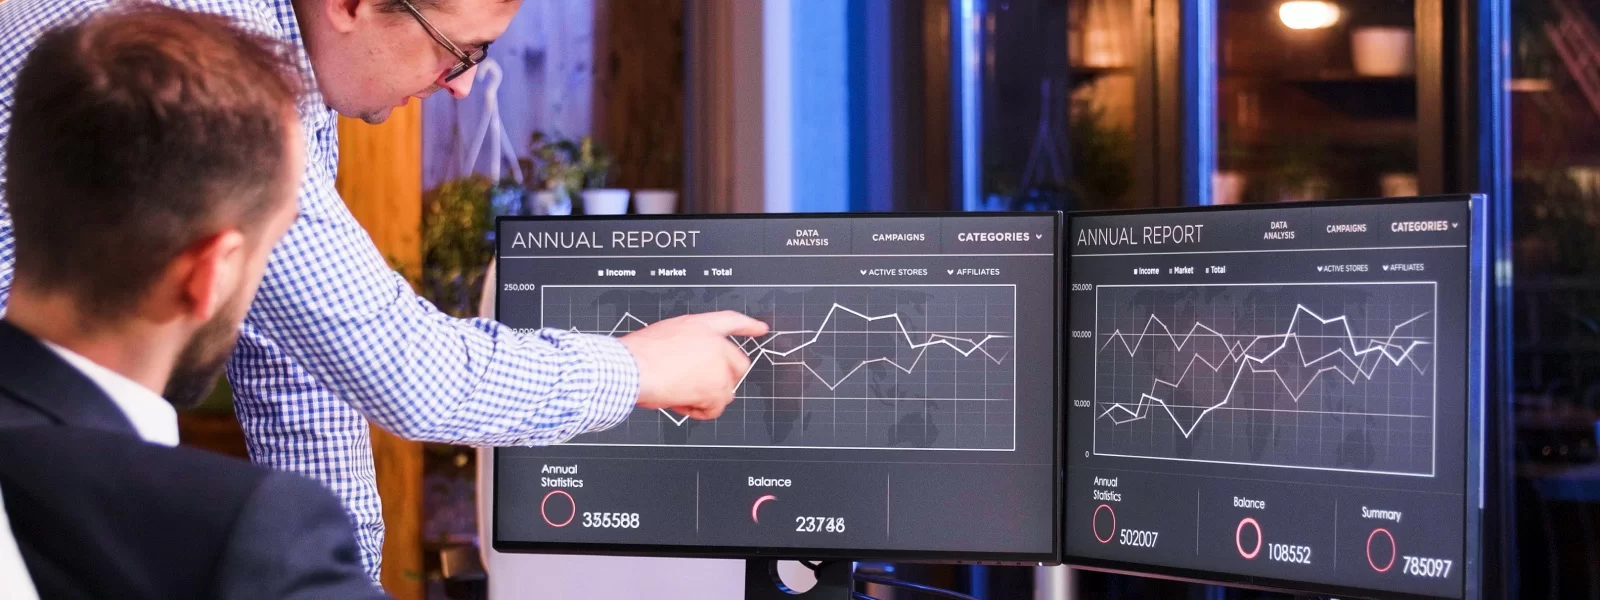 ANNUAL REPORT
DATA
ANALYSIS
CAMPAIGNS
CATEGORIES
Income Market Total
ACTIVE STORES AFFILIATES
250,000
Annual
Statistics
Balance
ANNUAL REPORT
DATA
ANALYSIS
CAMPAIGNS
CATEGORIES
Income Market Total
ACTIVE STORES AFFILIATES
250,000
100,000
10,000
0
Annual
Statistics
502007
Balance
108552
Summary
785097